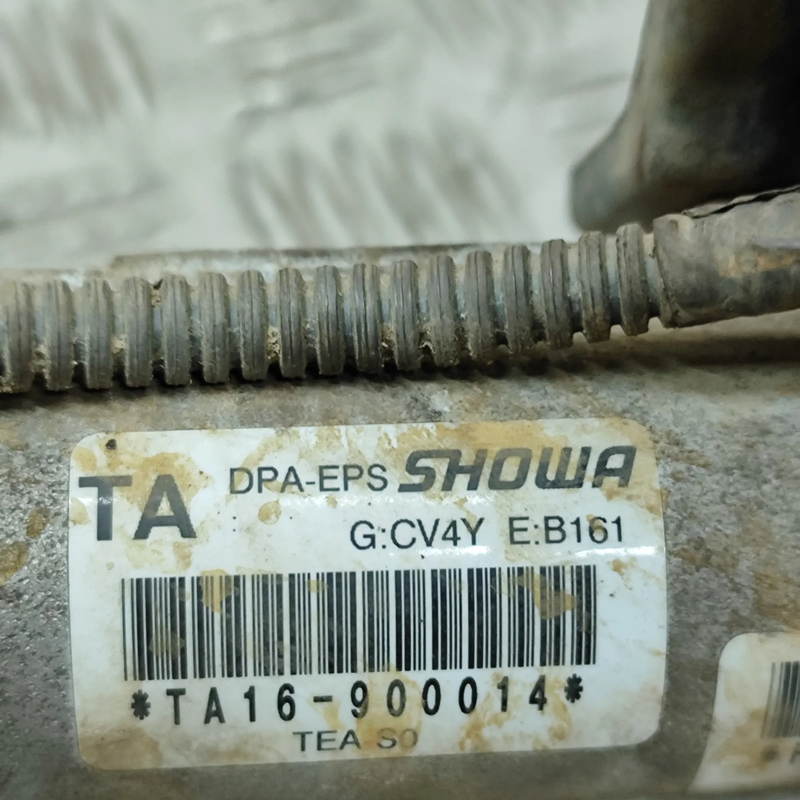 TA DPA-EPS SHOWA
G:CV4Y E:B161
*TA16-900014*
TEA S0